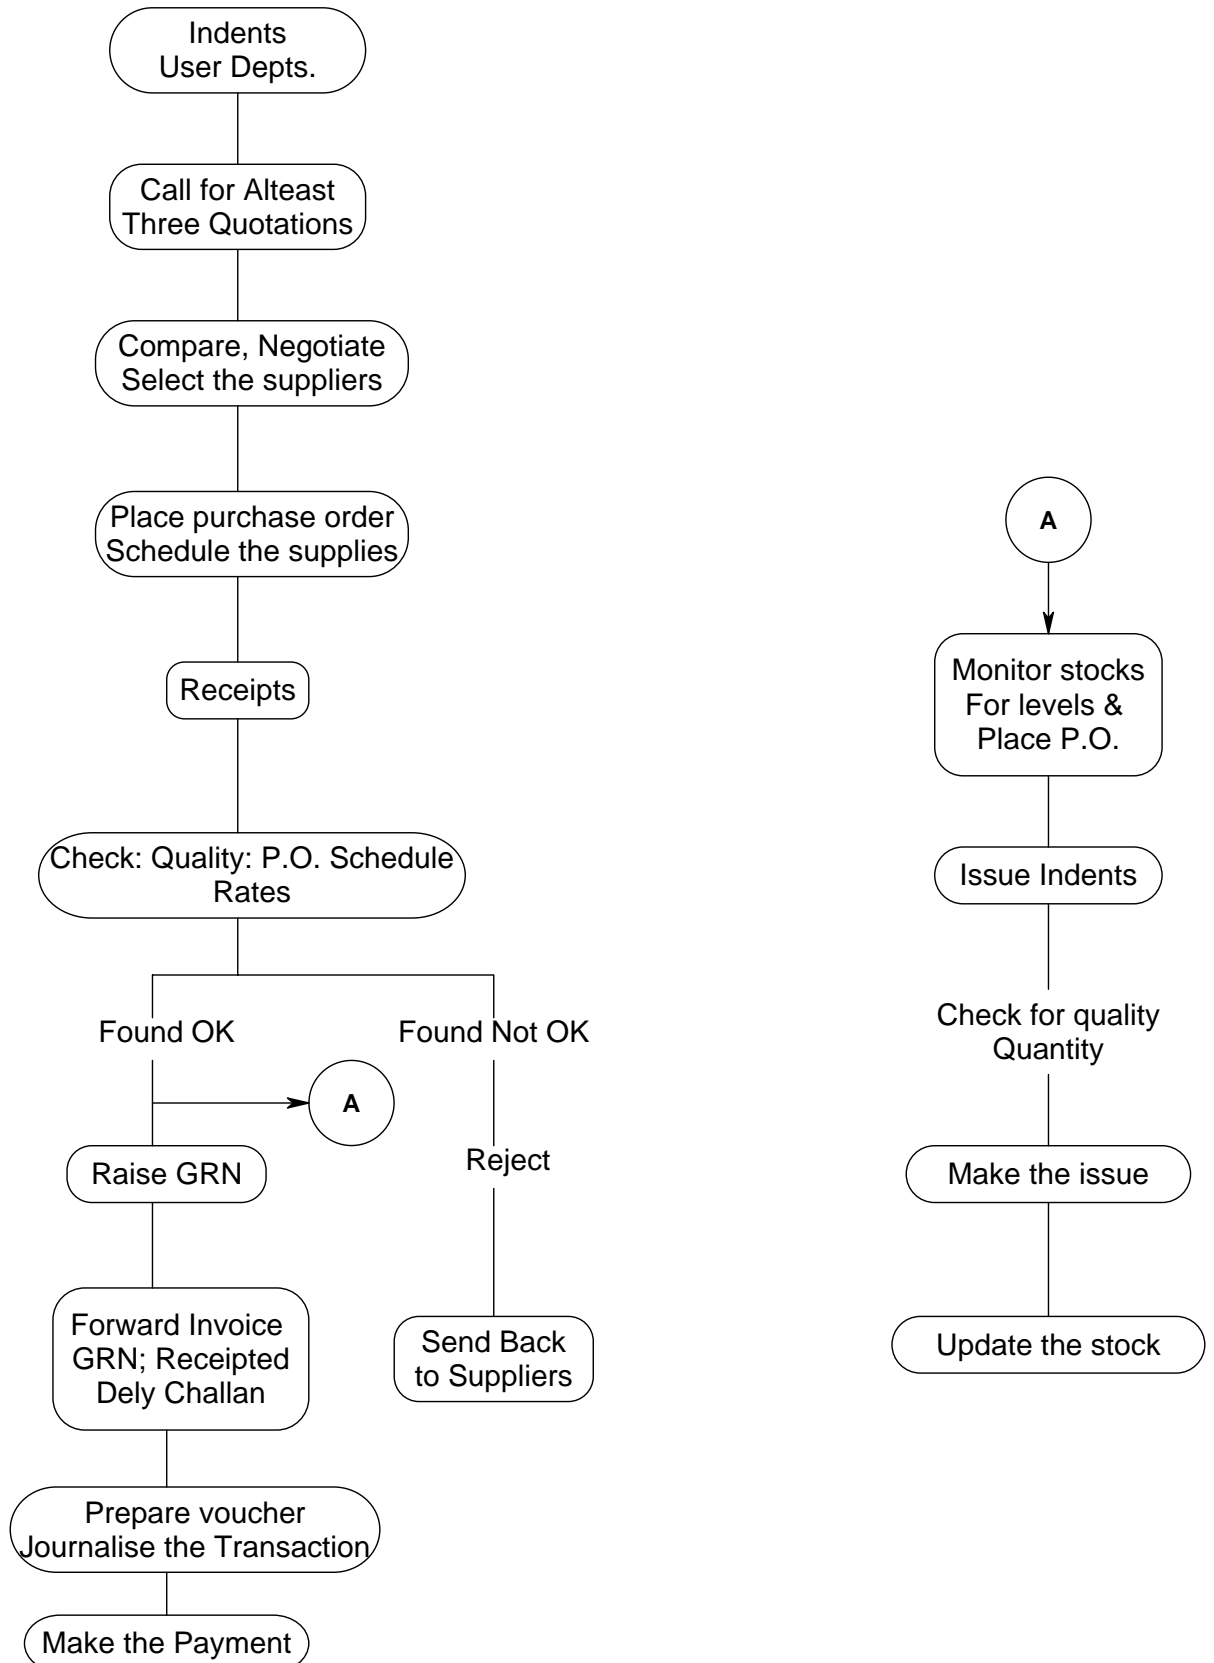 Indents
User Depts.
Call for Alteast
Three Quotations
Compare, Negotiate
Select the suppliers
Place purchase order
Schedule the supplies
Receipts
Check: Quality: P.O. Schedule
Rates
Found OK
Found Not OK
A
Raise GRN
Reject
Forward Invoice
GRN; Receipted
Dely Challan
Send Back
to Suppliers
Prepare voucher
Journalise the Transaction
Make the Payment
A
Monitor stocks
For levels &
Place P.O.
Issue Indents
Check for quality
Quantity
Make the issue
Update the stock